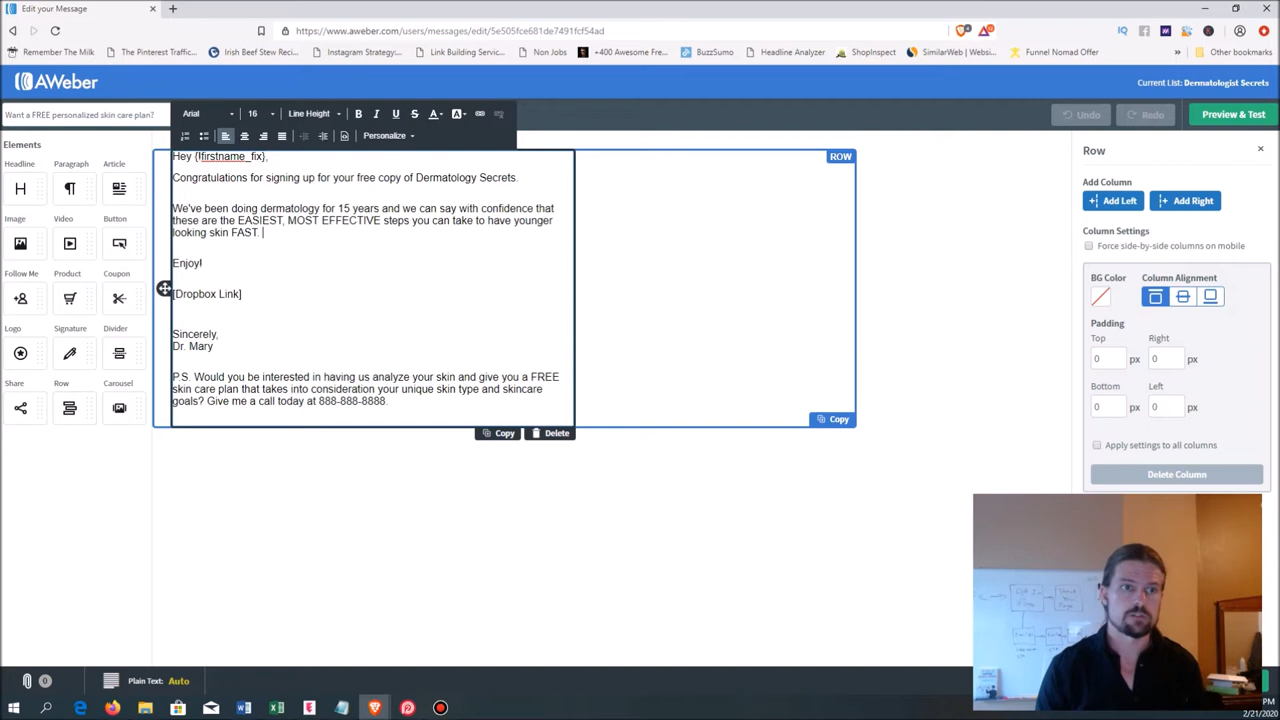 Edit your Message
https://www.aweber.com/users/messages/edit/5e505fce681de7491fcf54ad
Remember The Milk
The Pinterest Traffic...
Irish Beef Stew Reci...
Instagram Strategy:...
Link Building Servic...
Non Jobs
+400 Awesome Fre...
BuzzSumo
Headline Analyzer
ShopInspect
SimilarWeb | Websi...
Funnel Nomad Offer
»
Other bookmarks
AWeber
Current List: Dermatologist Secrets
Want a FREE personalized skin care plan?
Arial
16
Line Height
B
I
U
S
A
A
Personalize
Undo
Redo
Preview & Test
Elements
Headline
Paragraph
Article
Image
Video
Button
Follow Me
Product
Coupon
Logo
Signature
Divider
Share
Row
Carousel
ROW
Hey {!firstname_fix},
Congratulations for signing up for your free copy of Dermatology Secrets.
We've been doing dermatology for 15 years and we can say with confidence that
these are the EASIEST, MOST EFFECTIVE steps you can take to have younger
looking skin FAST.
Enjoy!
[Dropbox Link]
Sincerely,
Dr. Mary
P.S. Would you be interested in having us analyze your skin and give you a FREE
skin care plan that takes into consideration your unique skin type and skincare
goals? Give me a call today at 888-888-8888.
Copy
Copy
Delete
Row
Add Column
Add Left
Add Right
Column Settings
Force side-by-side columns on mobile
BG Color
Column Alignment
Padding
Top
Right
0 px
0 px
Bottom
Left
0 px
0 px
Apply settings to all columns
Delete Column
0
Plain Text: Auto
PM
2/21/2020